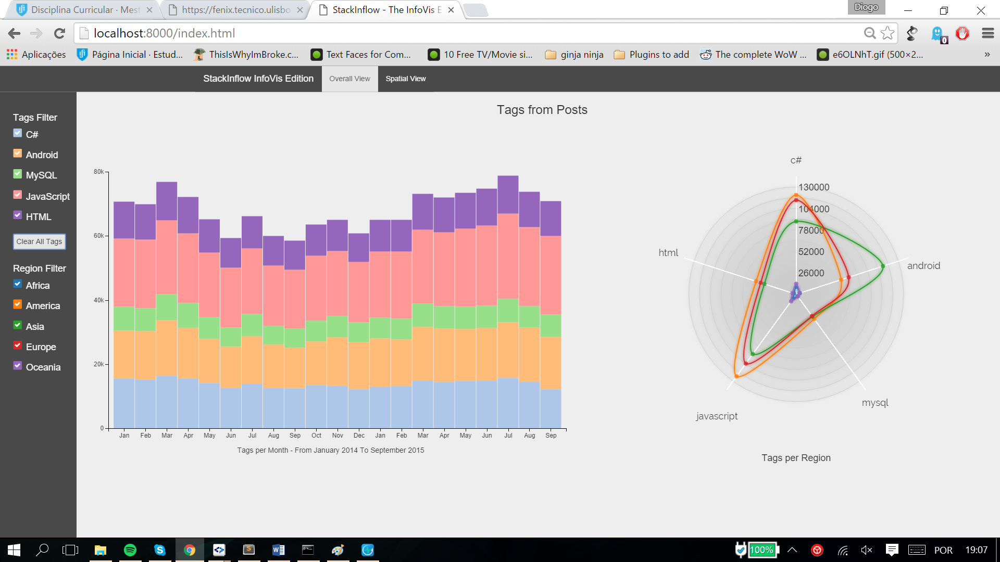 Disciplina Curricular · Mest
https://fenix.tecnico.ulisbo
StackInflow - The InfoVis E
Diogo
localhost:8000/index.html
0
Aplicações
Página Inicial · Estud...
ThisIsWhyImBroke.c...
Text Faces for Com...
10 Free TV/Movie si...
ginja ninja
Plugins to add
The complete WoW ...
e6OLNhT.gif (500×2...
»
StackInflow InfoVis Edition
Overall View
Spatial View
Tags Filter
C#
Android
MySQL
JavaScript
HTML
Clear All Tags
Region Filter
Africa
America
Asia
Europe
Oceania
Tags from Posts
80k
60k
40k
20k
0
Jan Feb Mar Apr May Jun Jul Aug Sep Oct Nov Dec Jan Feb Mar Apr May Jun Jul Aug Sep
Tags per Month - From January 2014 To September 2015
c#
130000
104000
78000
52000
26000
html
android
javascript
mysql
Tags per Region
100%
POR
19:07